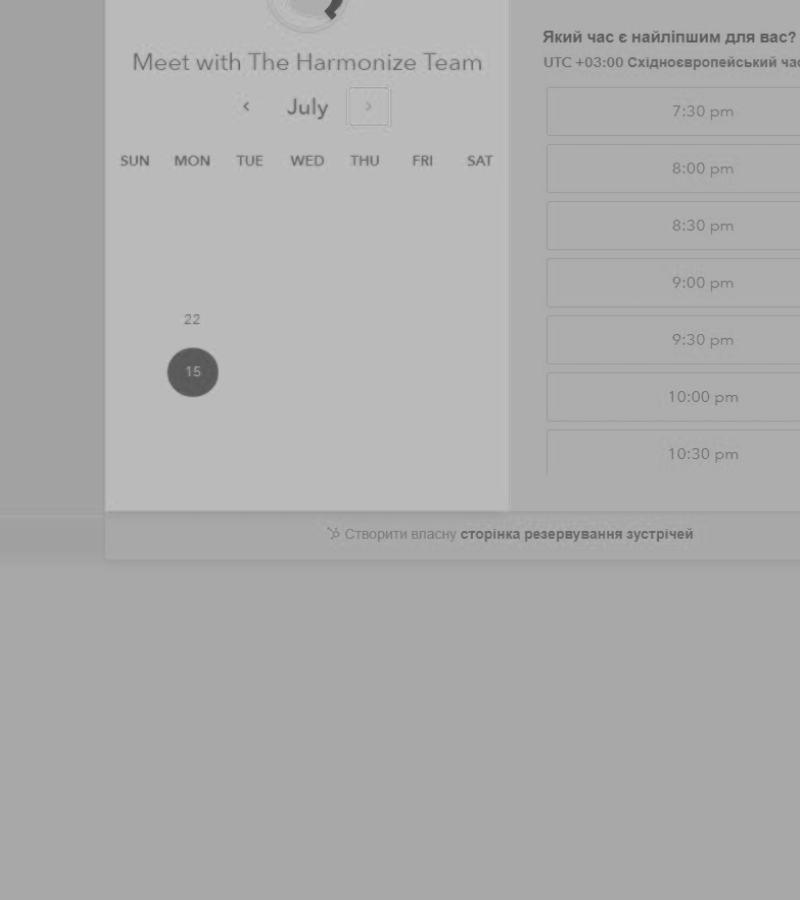 Meet with The Harmonize Team
July
SUN MON TUE WED THU FRI SAT
22
15
Який час є найліпшим для вас?
UTC +03:00 Східноєвропейський
7:30 pm
8:00 pm
8:30 pm
9:00 pm
9:30 pm
10:00 pm
10:30 pm
Створити власну сторінка резервування зустрічей